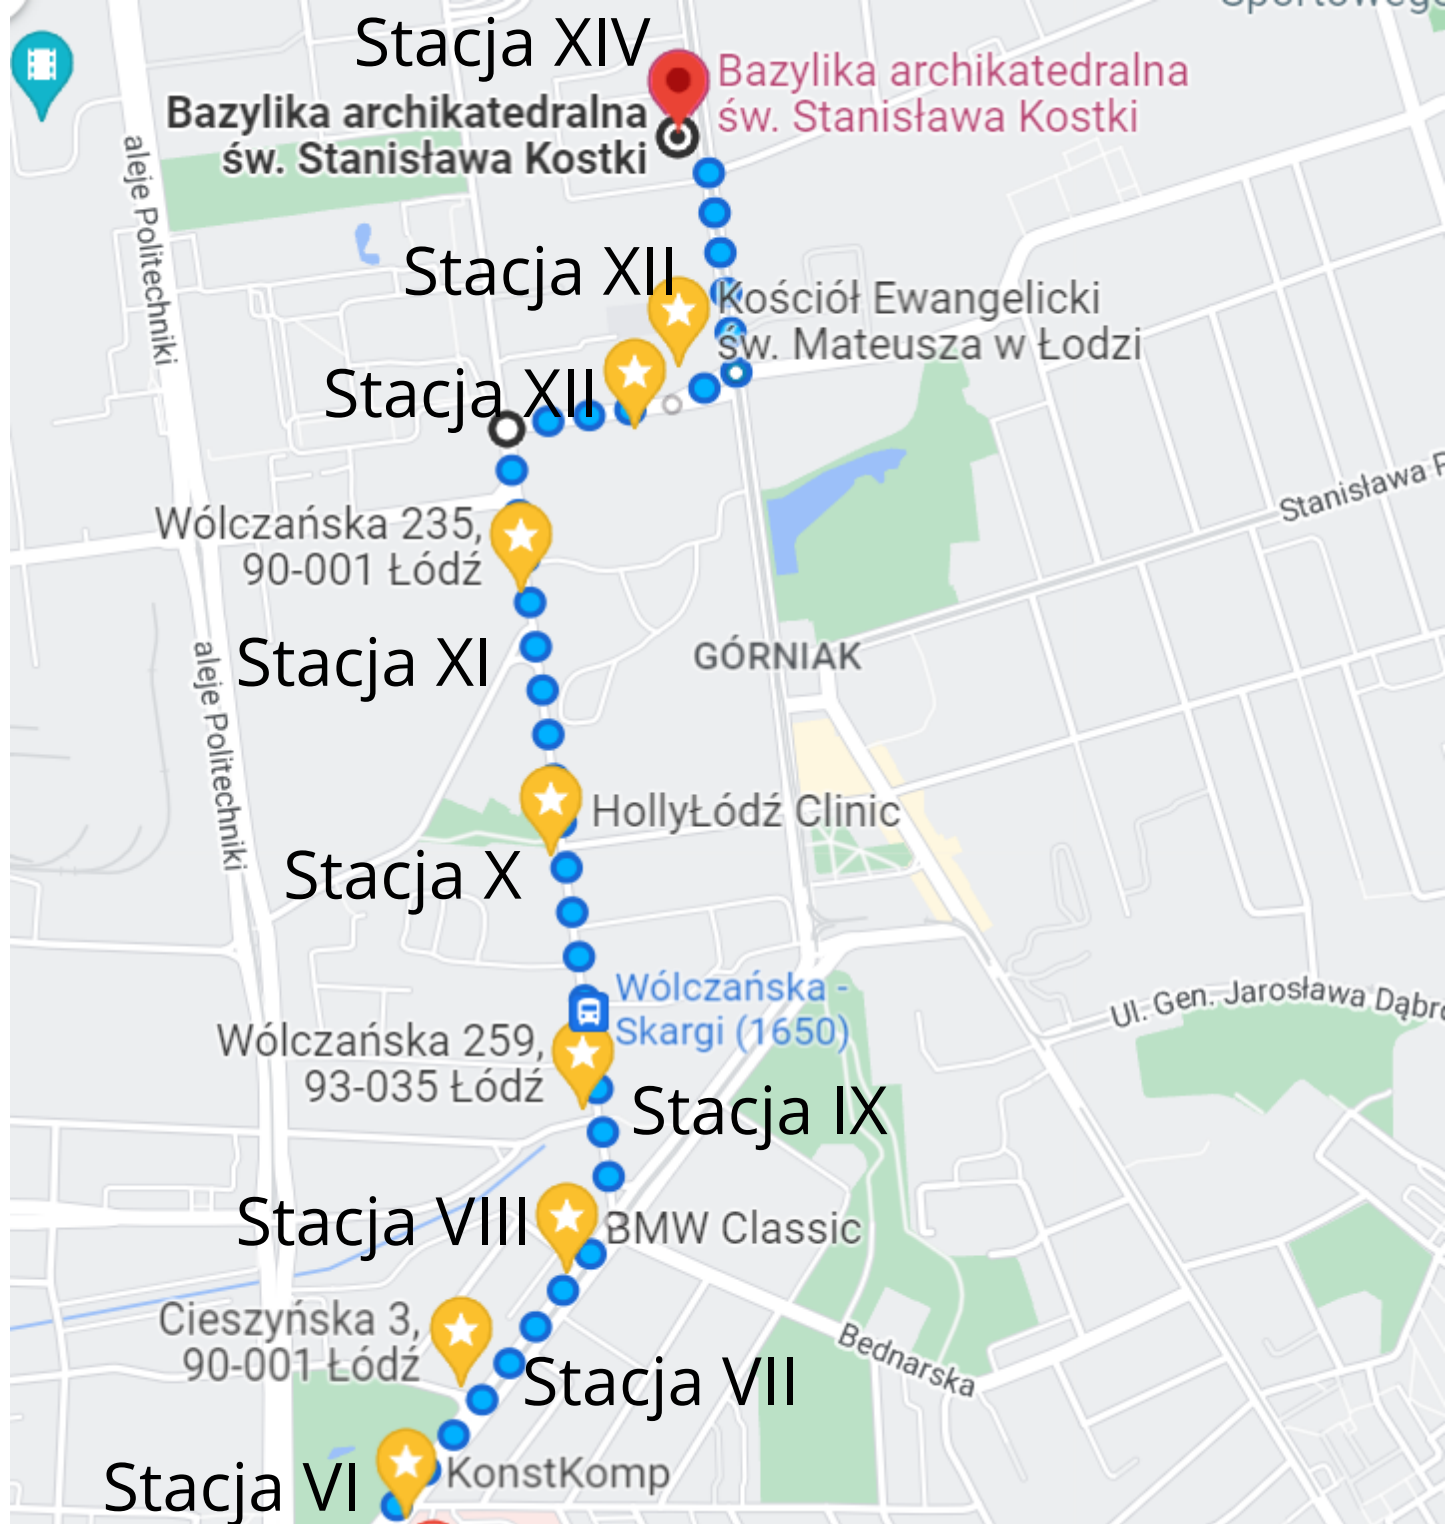 Stacja XIV
Bazylika archikatedralna
św. Stanisława Kostki
Bazylika archikatedralna
św. Stanisława Kostki
aleje Politechniki
Stacja XII
Kościół Ewangelicki
św. Mateusza w Łodzi
Stacja XII
Stanisława
Wólczańska 235,
90-001 Łódź
GÓRNIAK
Stacja XI
aleje Politechniki
HollyŁódź Clinic
Stacja X
Wólczańska -
Skargi (1650)
Ul. Gen. Jarosława
Wólczańska 259,
93-035 Łódź
Stacja IX
Stacja VIII
BMW Classic
Cieszyńska 3,
90-001 Łódź
Bednarska
Stacja VII
KonstKomp
Stacja VI